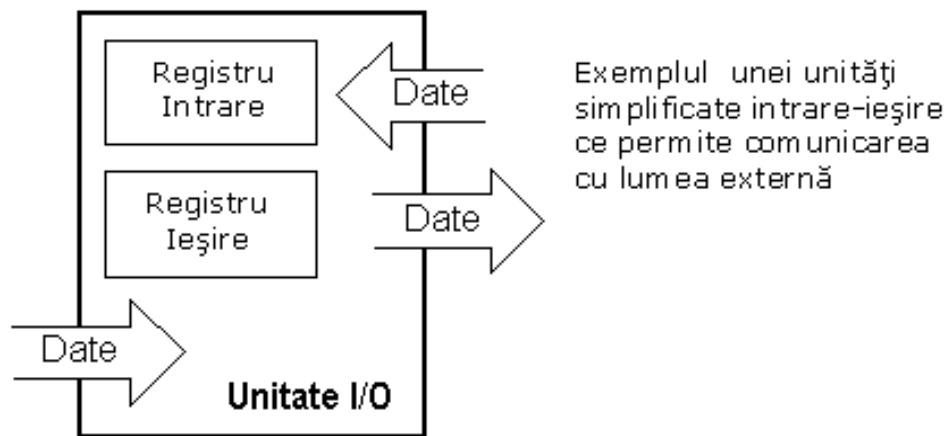 Registru
Intrare
Date
Exemplul unei unităţi
simplificate intrare-ieşire
ce permite comunicarea
cu lumea externă
Registru
Ieşire
Date
Date
Unitate I/O